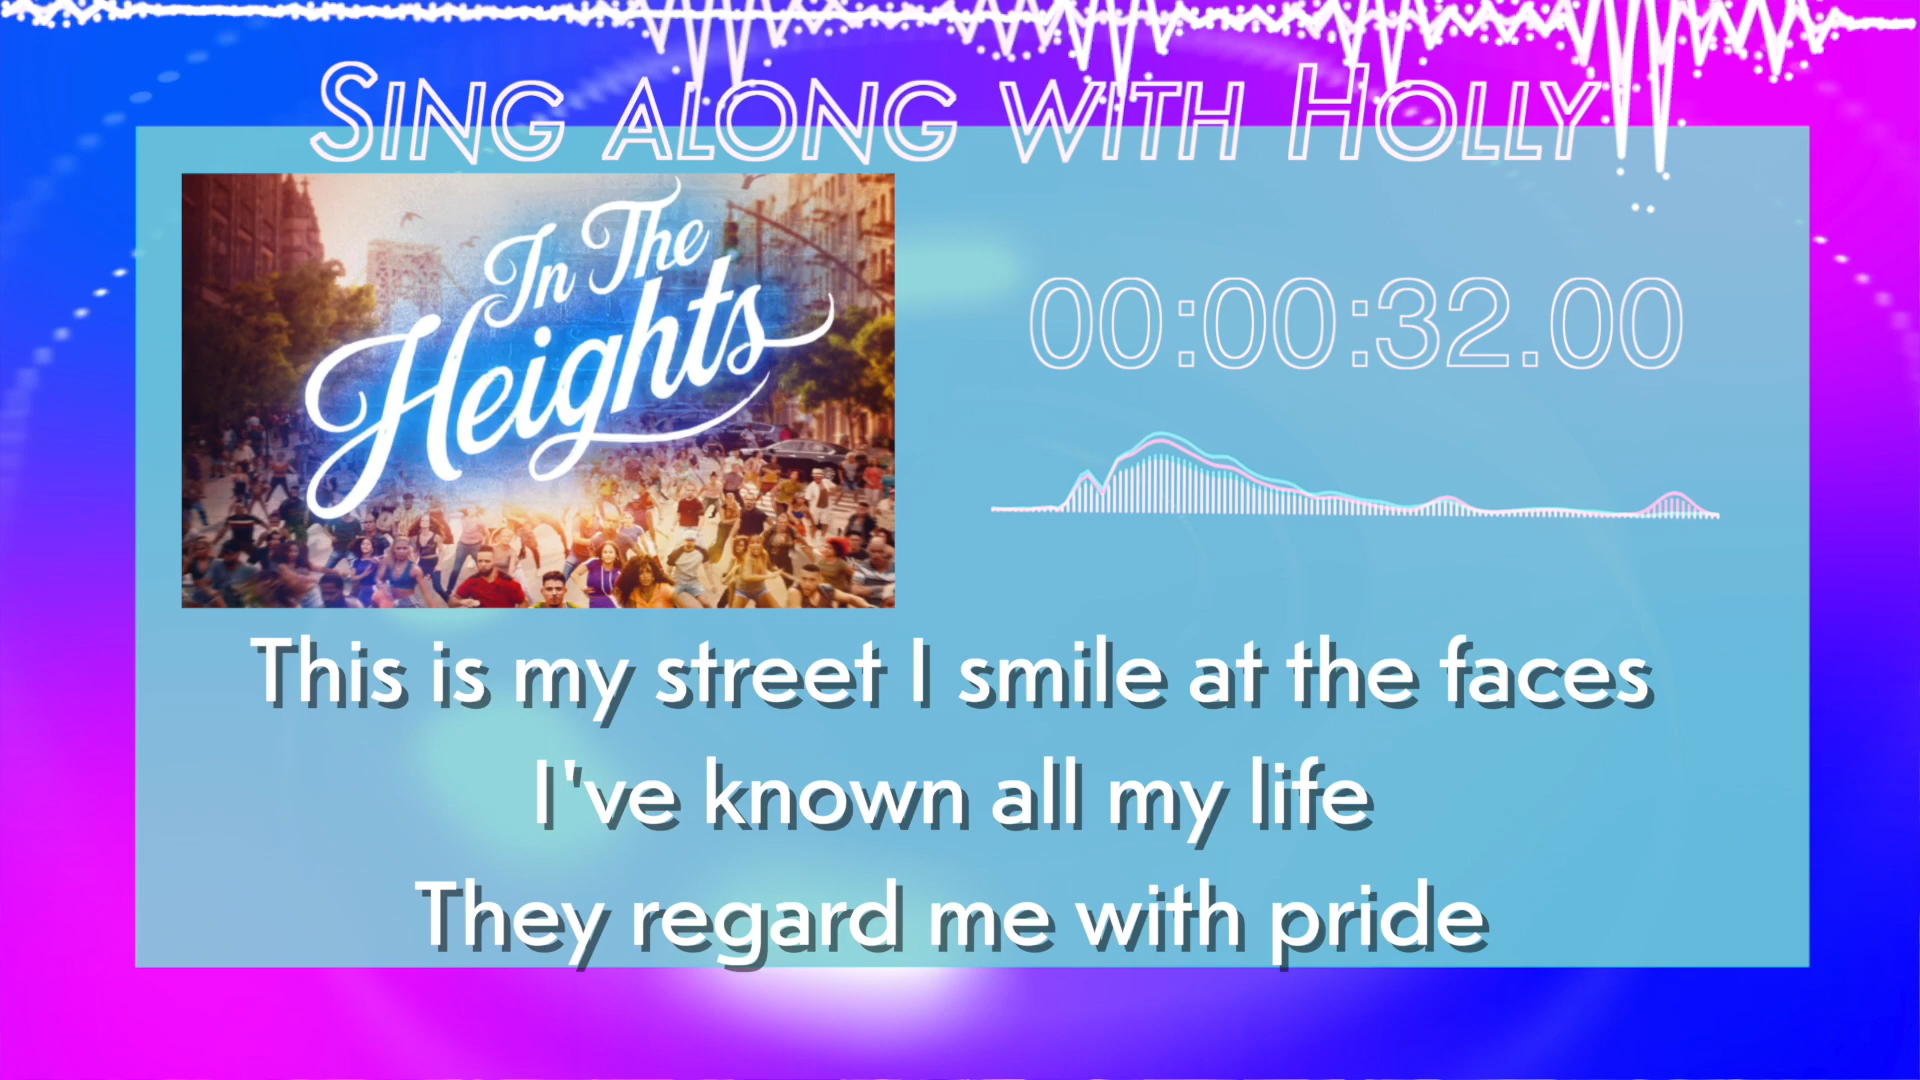 SING ALONG WITH HOLLY
In The
Heights
00:00:32.00
This is my street I smile at the faces
I've known all my life
They regard me with pride